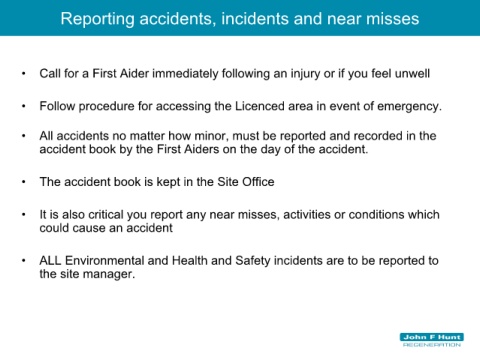 Reporting accidents, incidents and near misses
• Call for a First Aider immediately following an injury or if you feel unwell
• Follow procedure for accessing the Licenced area in event of emergency.
• All accidents no matter how minor, must be reported and recorded in the
accident book by the First Aiders on the day of the accident.
• The accident book is kept in the Site Office
• It is also critical you report any near misses, activities or conditions which
could cause an accident
• ALL Environmental and Health and Safety incidents are to be reported to
the site manager.
John F Hunt
REGENERATION